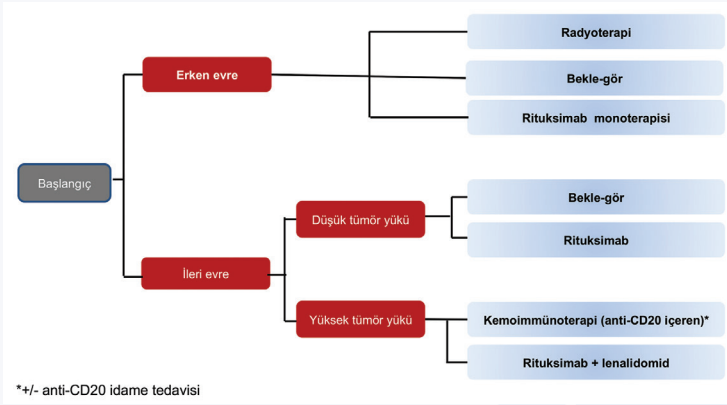 Başlangıç
Erken evre
Radyoterapi
Bekle-gör
Rituksimab monoterapisi
İleri evre
Düşük tümör yükü
Bekle-gör
Rituksimab
Yüksek tümör yükü
Kemoimmünoterapi (anti-CD20 içeren)*
Rituksimab + lenalidomid
*+/- anti-CD20 idame tedavisi